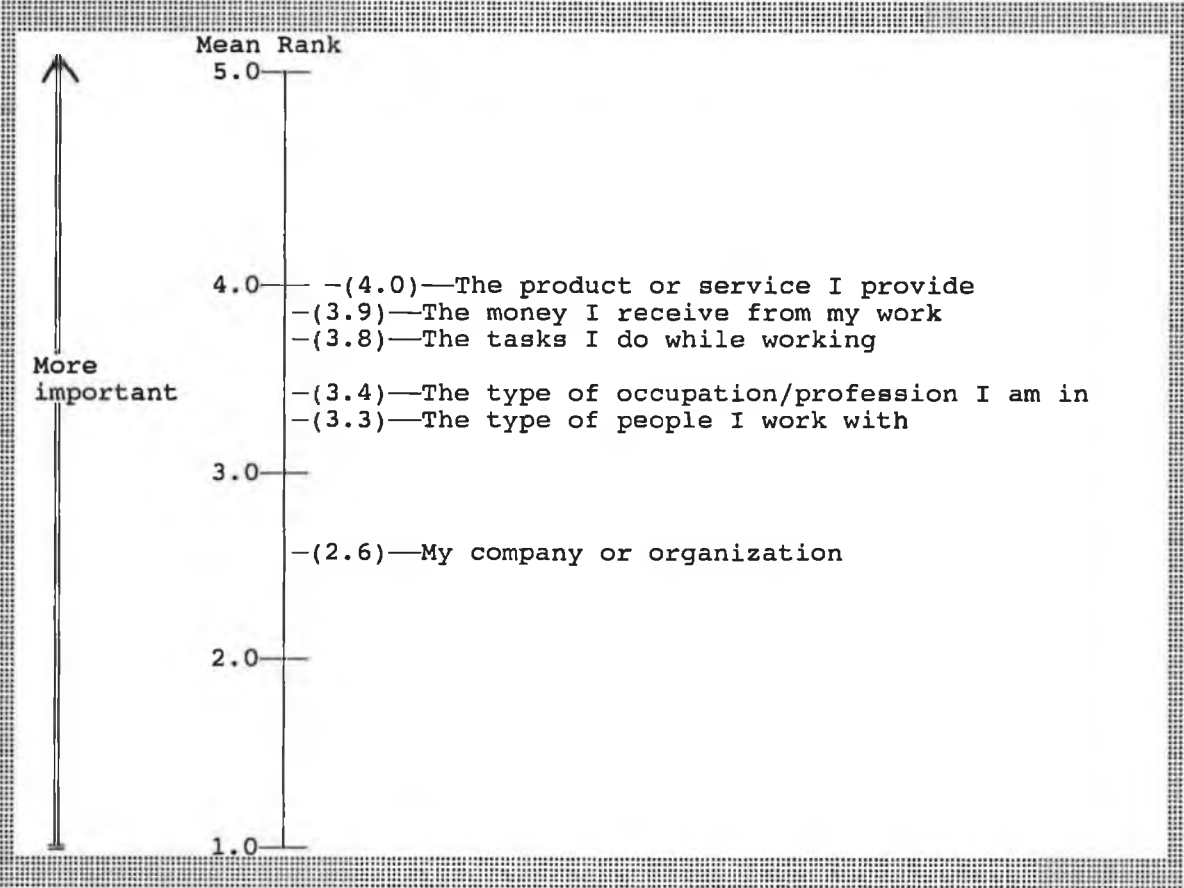 Mean Rank
5.0
4.0 -(4.0)—The product or service I provide
-(3.9)—The money I receive from my work
-(3.8)—The tasks I do while working
More
important
-(3.4)—The type of occupation/profession I am in
-(3.3)—The type of people I work with
3.0
-(2.6)—My company or organization
2.0
1.0